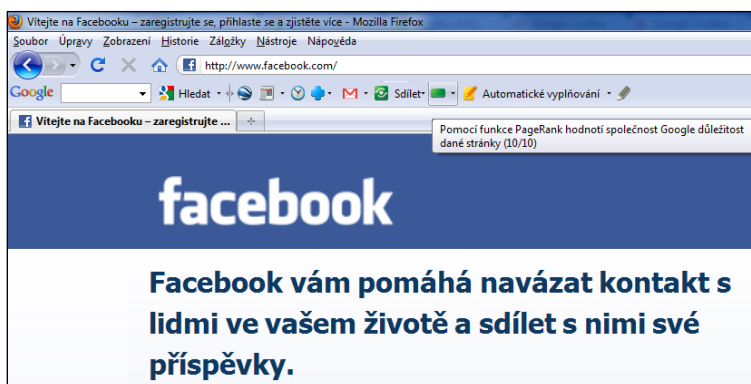 Vítejte na Facebooku – zaregistrujte se, přihlaste se a zjistěte více - Mozilla Firefox
Soubor Úpravy Zobrazení Historie Záložky Nástroje Nápověda
http://www.facebook.com/
Google Hledat Sdílet Automatické vyplňování
Vítejte na Facebooku – zaregistrujte ...
Pomocí funkce PageRank hodnotí společnost Google důležitost
dané stránky (10/10)
facebook
Facebook vám pomáhá navázat kontakt s
lidmi ve vašem životě a sdílet s nimi své
příspěvky.